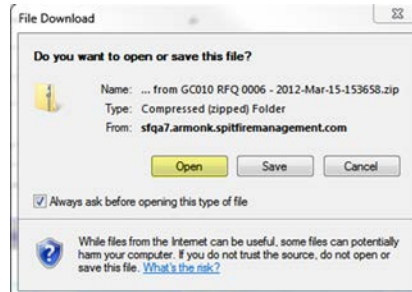 File Download
Do you want to open or save this file?
Name: ... from GC010 RFQ 0006 - 2012-Mar-15-153658.zip
Type: Compressed (zipped) Folder
From: sfqa7.armonk.spitfiremanagement.com
Open Save Cancel
Always ask before opening this type of file
While files from the Internet can be useful, some files can potentially
harm your computer. If you do not trust the source, do not open or
save this file. What's the risk?